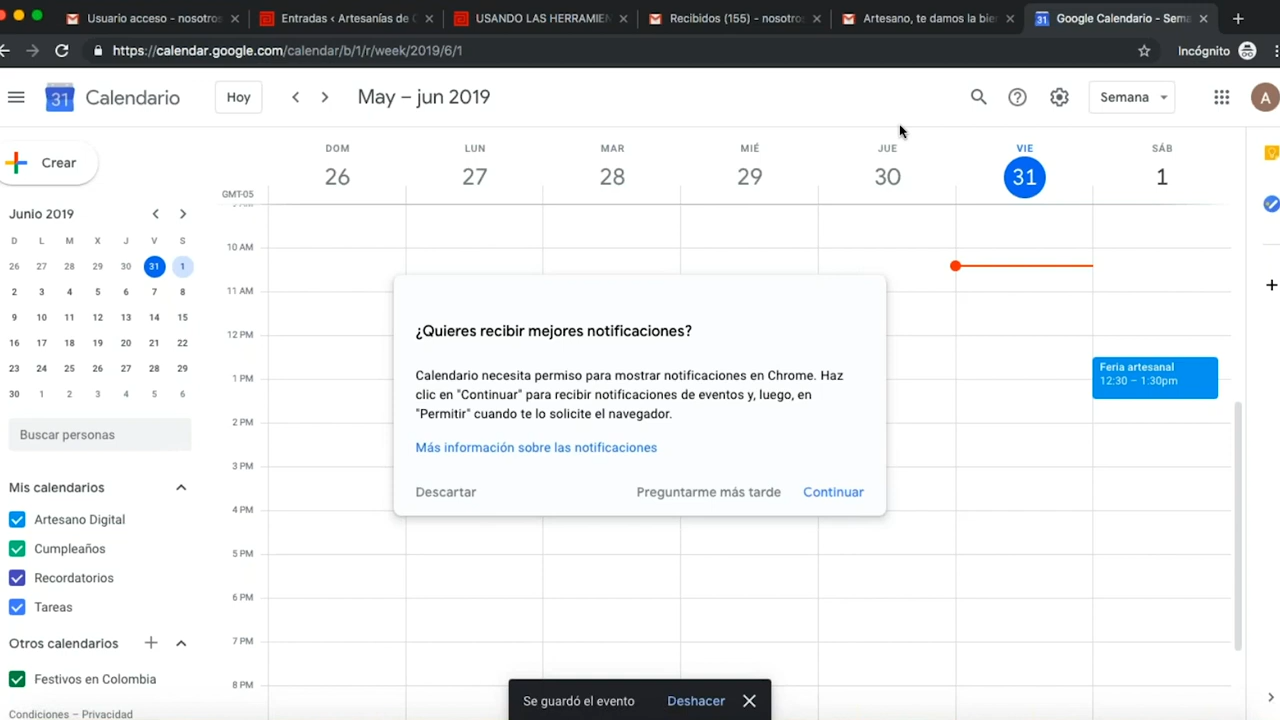 Usuario acceso - nosotros
Entradas ‹ Artesanías de C
USANDO LAS HERRAMIEN
Recibidos (155) - nosotros
Artesano, te damos la bien
31 Google Calendario - Sema
https://calendar.google.com/calendar/b/1/r/week/2019/6/1
Incógnito
31 Calendario
Hoy
May – jun 2019
Semana
A
Crear
GMT-05
DOM LUN MAR MIÉ JUE VIE SÁB
26 27 28 29 30 31 1
Junio 2019
D L M X J V S
26 27 28 29 30 31 1
2 3 4 5 6 7 8
9 10 11 12 13 14 15
16 17 18 19 20 21 22
23 24 25 26 27 28 29
30 1 2 3 4 5 6
Buscar personas
Mis calendarios
Artesano Digital
Cumpleaños
Recordatorios
Tareas
Otros calendarios
Festivos en Colombia
Condiciones – Privacidad
10 AM
11 AM
12 PM
1 PM
2 PM
3 PM
4 PM
5 PM
6 PM
7 PM
8 PM
Feria artesanal
12:30 – 1:30pm
¿Quieres recibir mejores notificaciones?
Calendario necesita permiso para mostrar notificaciones en Chrome. Haz
clic en "Continuar" para recibir notificaciones de eventos y, luego, en
"Permitir" cuando te lo solicite el navegador.
Más información sobre las notificaciones
Descartar
Preguntarme más tarde
Continuar
Se guardó el evento
Deshacer